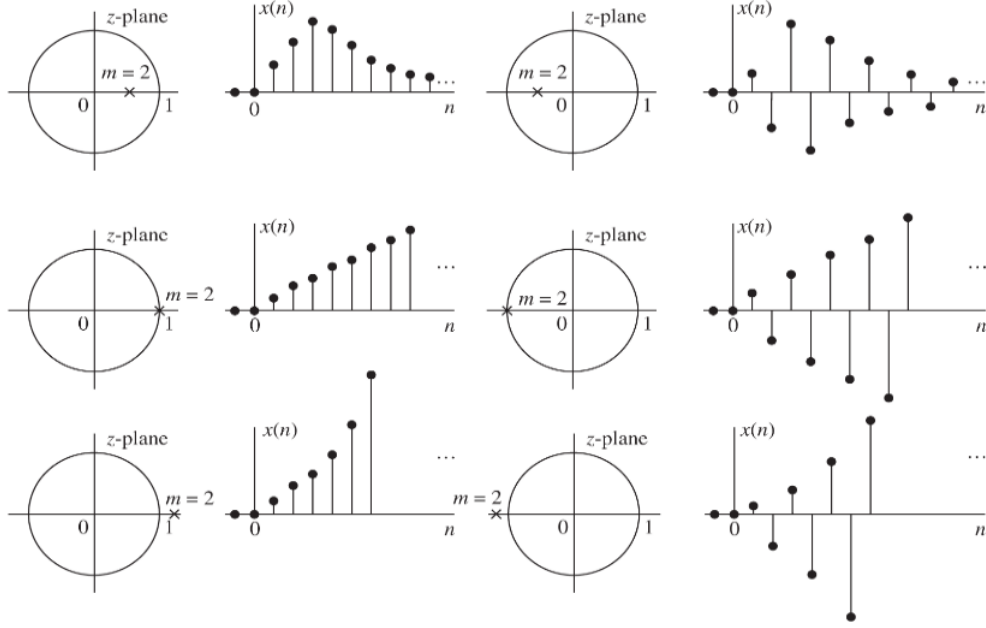 z-plane x(n) z-plane x(n)
m = 2 m = 2
0 1 0 ... n 0 1 0 ... n
z-plane x(n) z-plane x(n)
m = 2 m = 2
0 1 0 ... n 0 1 0 ... n
z-plane x(n) z-plane x(n)
m = 2 m = 2
0 1 0 ... n 0 1 0 ... n